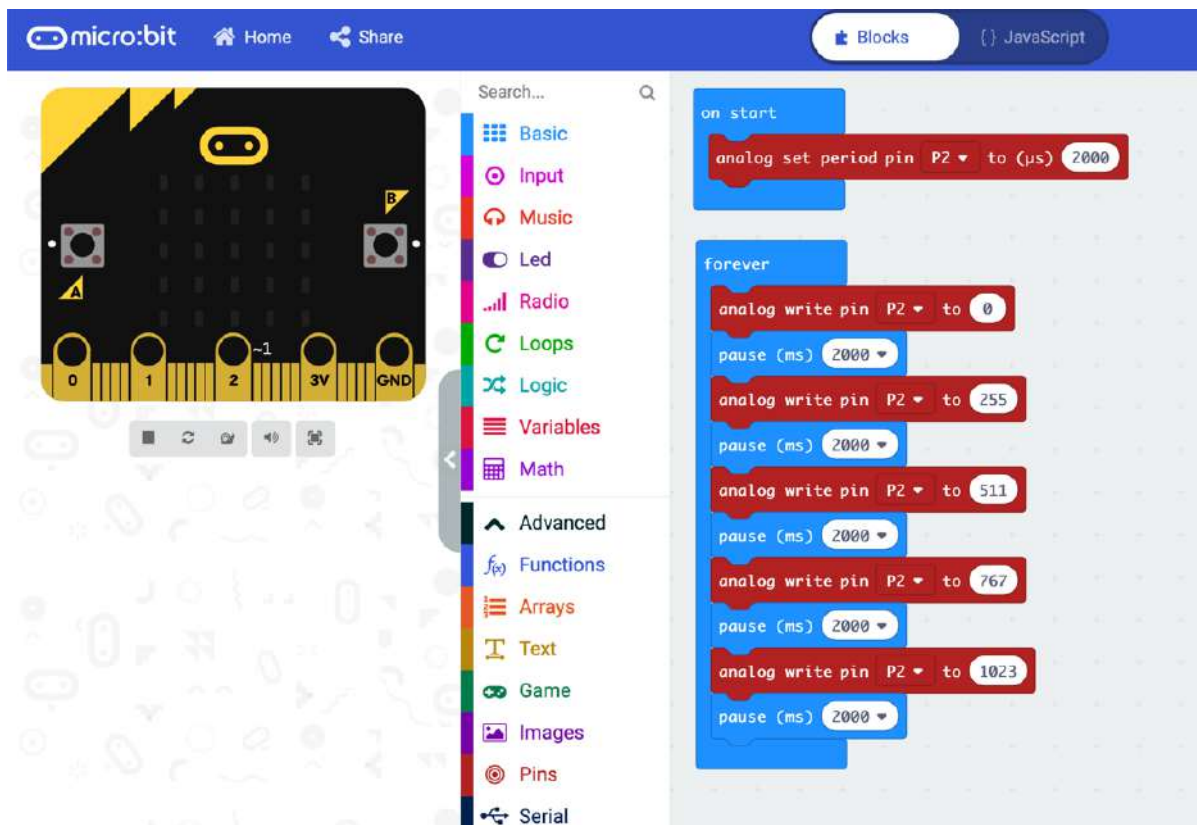 micro:bit Home Share Blocks {} JavaScript
Search...
Basic
Input
Music
Led
Radio
Loops
Logic
Variables
Math
Advanced
f(x) Functions
Arrays
Text
Game
Images
Pins
Serial
A
B
0 1 2 ~1 3V GND
on start
analog set period pin P2 to (µs) 2000
forever
analog write pin P2 to 0
pause (ms) 2000
analog write pin P2 to 255
pause (ms) 2000
analog write pin P2 to 511
pause (ms) 2000
analog write pin P2 to 767
pause (ms) 2000
analog write pin P2 to 1023
pause (ms) 2000